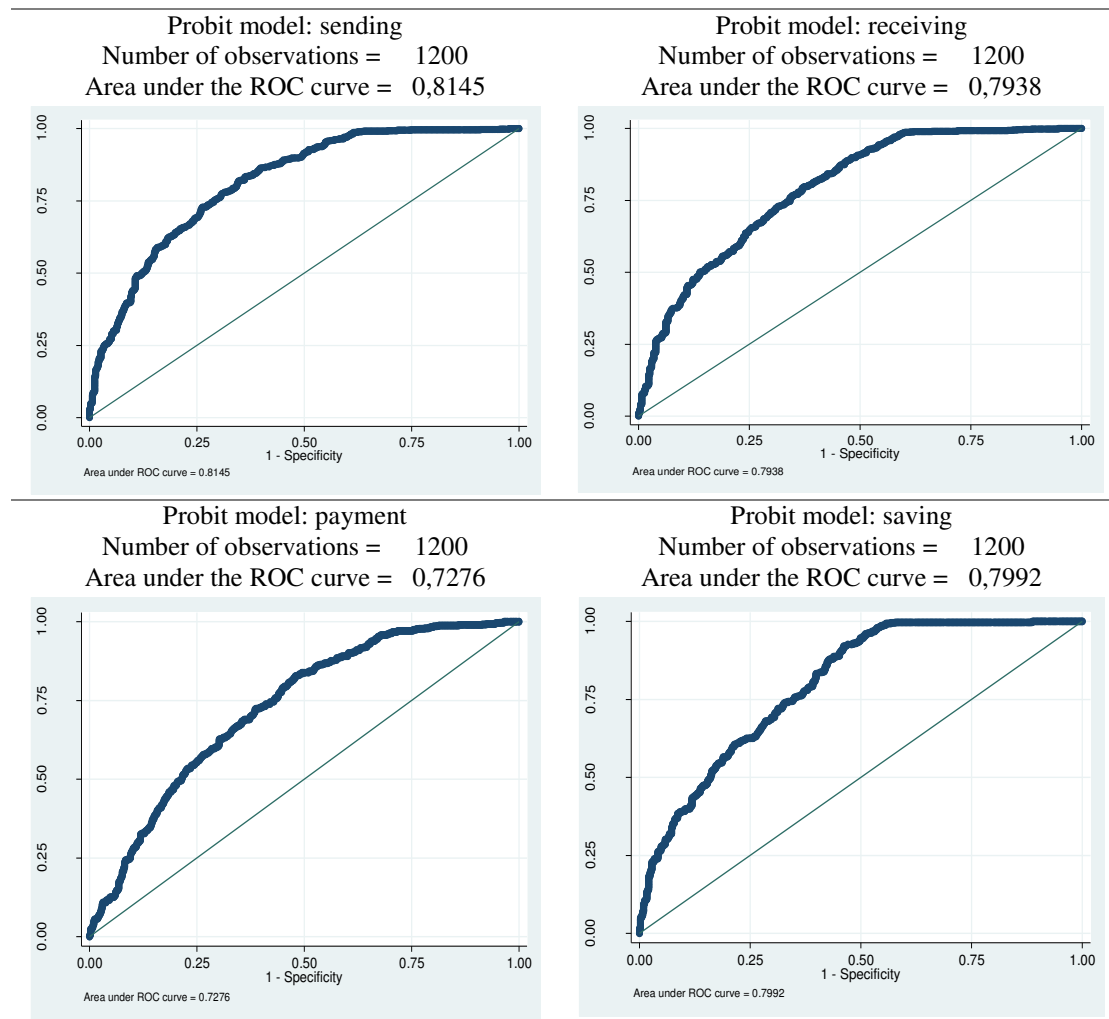 Probit model: sending
Number of observations = 1200
Area under the ROC curve = 0,8145
1.00
0.75
0.50
0.25
0.00
0.00 0.25 0.50 0.75 1.00
1 - Specificity
Area under ROC curve = 0.8145
Probit model: receiving
Number of observations = 1200
Area under the ROC curve = 0,7938
1.00
0.75
0.50
0.25
0.00
0.00 0.25 0.50 0.75 1.00
1 - Specificity
Area under ROC curve = 0.7938
Probit model: payment
Number of observations = 1200
Area under the ROC curve = 0,7276
1.00
0.75
0.50
0.25
0.00
0.00 0.25 0.50 0.75 1.00
1 - Specificity
Area under ROC curve = 0.7276
Probit model: saving
Number of observations = 1200
Area under the ROC curve = 0,7992
1.00
0.75
0.50
0.25
0.00
0.00 0.25 0.50 0.75 1.00
1 - Specificity
Area under ROC curve = 0.7992